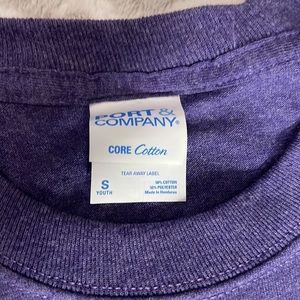 PORT &
COMPANY®
CORE Cotton
TEAR AWAY LABEL
S
YOUTH
50% COTTON
50% POLYESTER
Made in Honduras